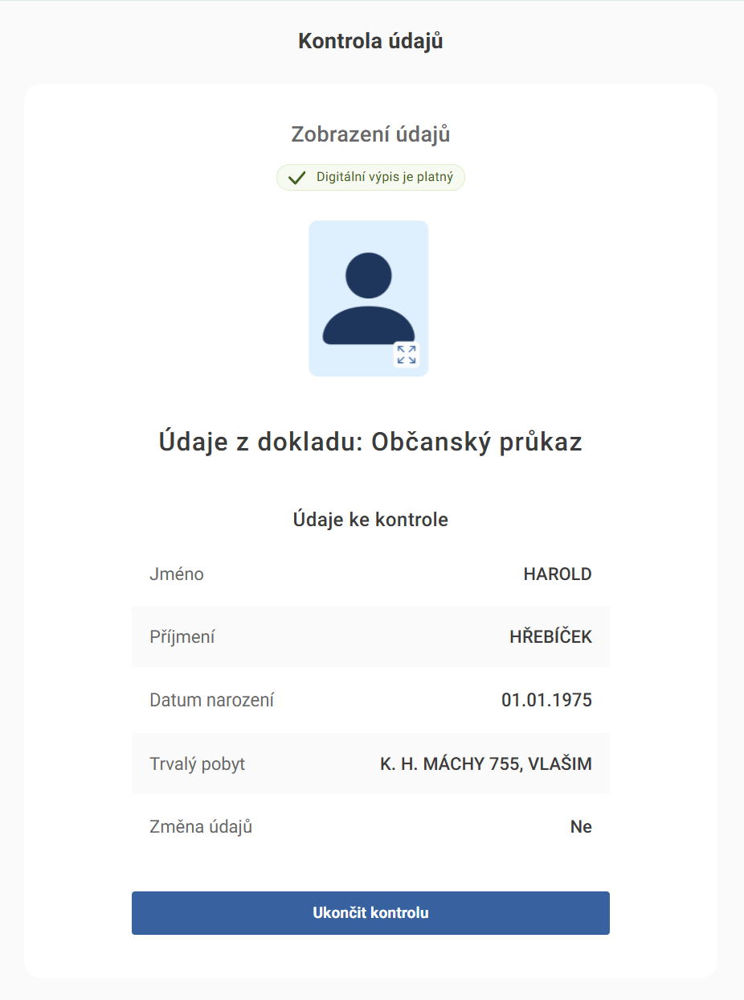 Kontrola údajů
Zobrazení údajů
Digitální výpis je platný
Údaje z dokladu: Občanský průkaz
Údaje ke kontrole
Jméno HAROLD
Příjmení HŘEBÍČEK
Datum narození 01.01.1975
Trvalý pobyt K. H. MÁCHY 755, VLAŠIM
Změna údajů Ne
Ukončit kontrolu